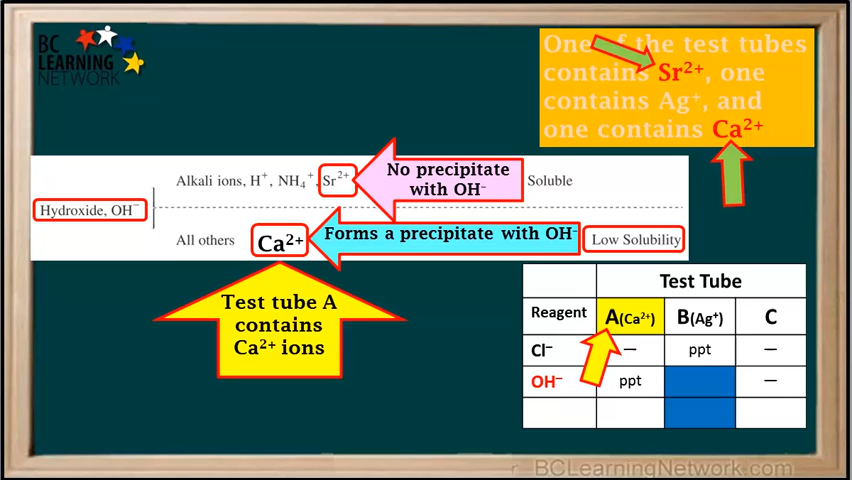 BC
LEARNING
NETWORK
One of the test tubes
contains Sr²⁺, one
contains Ag⁺, and
one contains Ca²⁺
Alkali ions, H⁺, NH₄⁺, Sr²⁺
No precipitate
with OH⁻
Soluble
Hydroxide, OH⁻
All others
Ca²⁺
Forms a precipitate with OH⁻
Low Solubility
Test tube A
contains
Ca²⁺ ions
Test Tube
Reagent A(Ca²⁺) B(Ag⁺) C
Cl⁻ — ppt —
OH⁻ ppt —
BCLearningNetwork.com